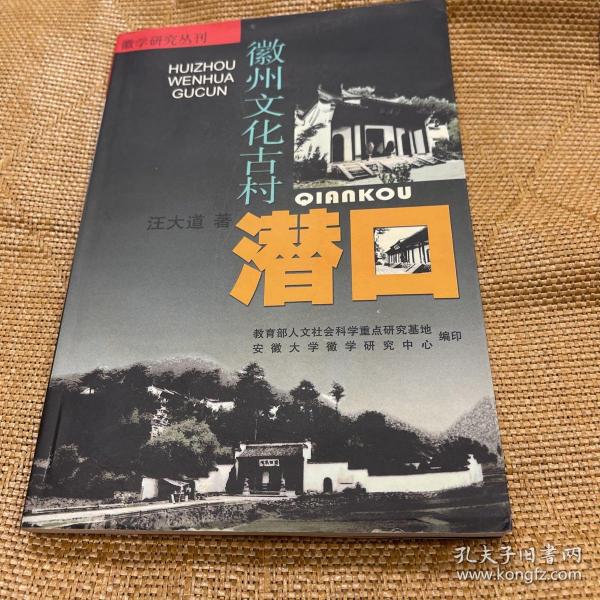 徽学研究丛刊
HUIZHOU
WENHUA
GUCUN
徽州文化古村
QIANKOU
潜口
汪大道 著
教育部人文社会科学重点研究基地
安徽大学徽学研究中心
编印
孔夫子旧书网
www.kongfz.com